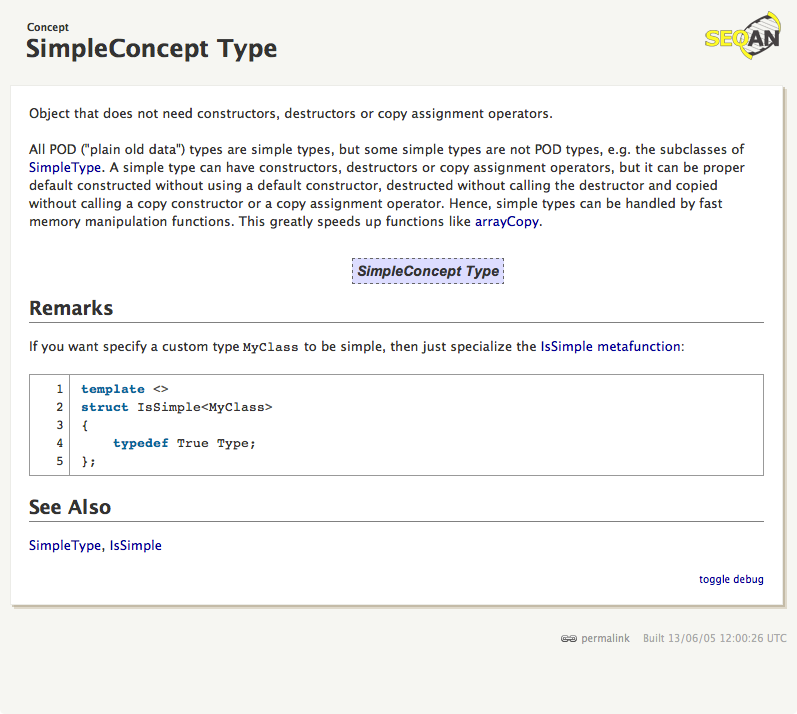 Concept
SimpleConcept Type
SEQAN
Object that does not need constructors, destructors or copy assignment operators.
All POD ("plain old data") types are simple types, but some simple types are not POD types, e.g. the subclasses of
SimpleType. A simple type can have constructors, destructors or copy assignment operators, but it can be proper
default constructed without using a default constructor, destructed without calling the destructor and copied
without calling a copy constructor or a copy assignment operator. Hence, simple types can be handled by fast
memory manipulation functions. This greatly speeds up functions like arrayCopy.
SimpleConcept Type
Remarks
If you want specify a custom type MyClass to be simple, then just specialize the IsSimple metafunction:
1 template <>
2 struct IsSimple<MyClass>
3 {
4     typedef True Type;
5 };
See Also
SimpleType, IsSimple
toggle debug
permalink Built 13/06/05 12:00:26 UTC